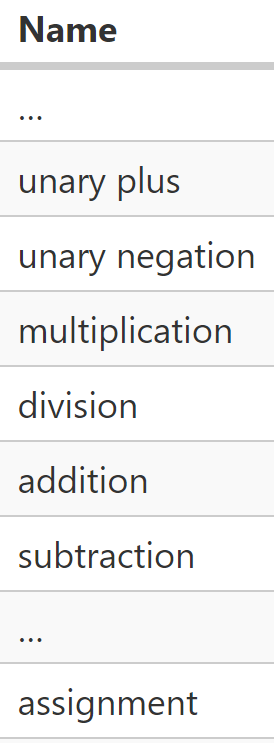 Name
...
unary plus
unary negation
multiplication
division
addition
subtraction
...
assignment